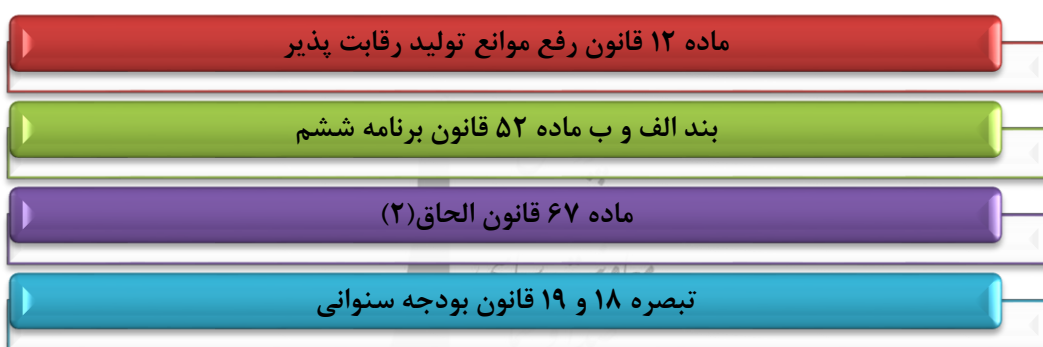 ماده ۱۲ قانون رفع موانع تولید رقابت پذیر
بند الف و ب ماده ۵۲ قانون برنامه ششم
ماده ۶۷ قانون الحاق(۲)
تبصره ۱۸ و ۱۹ قانون بودجه سنواتی